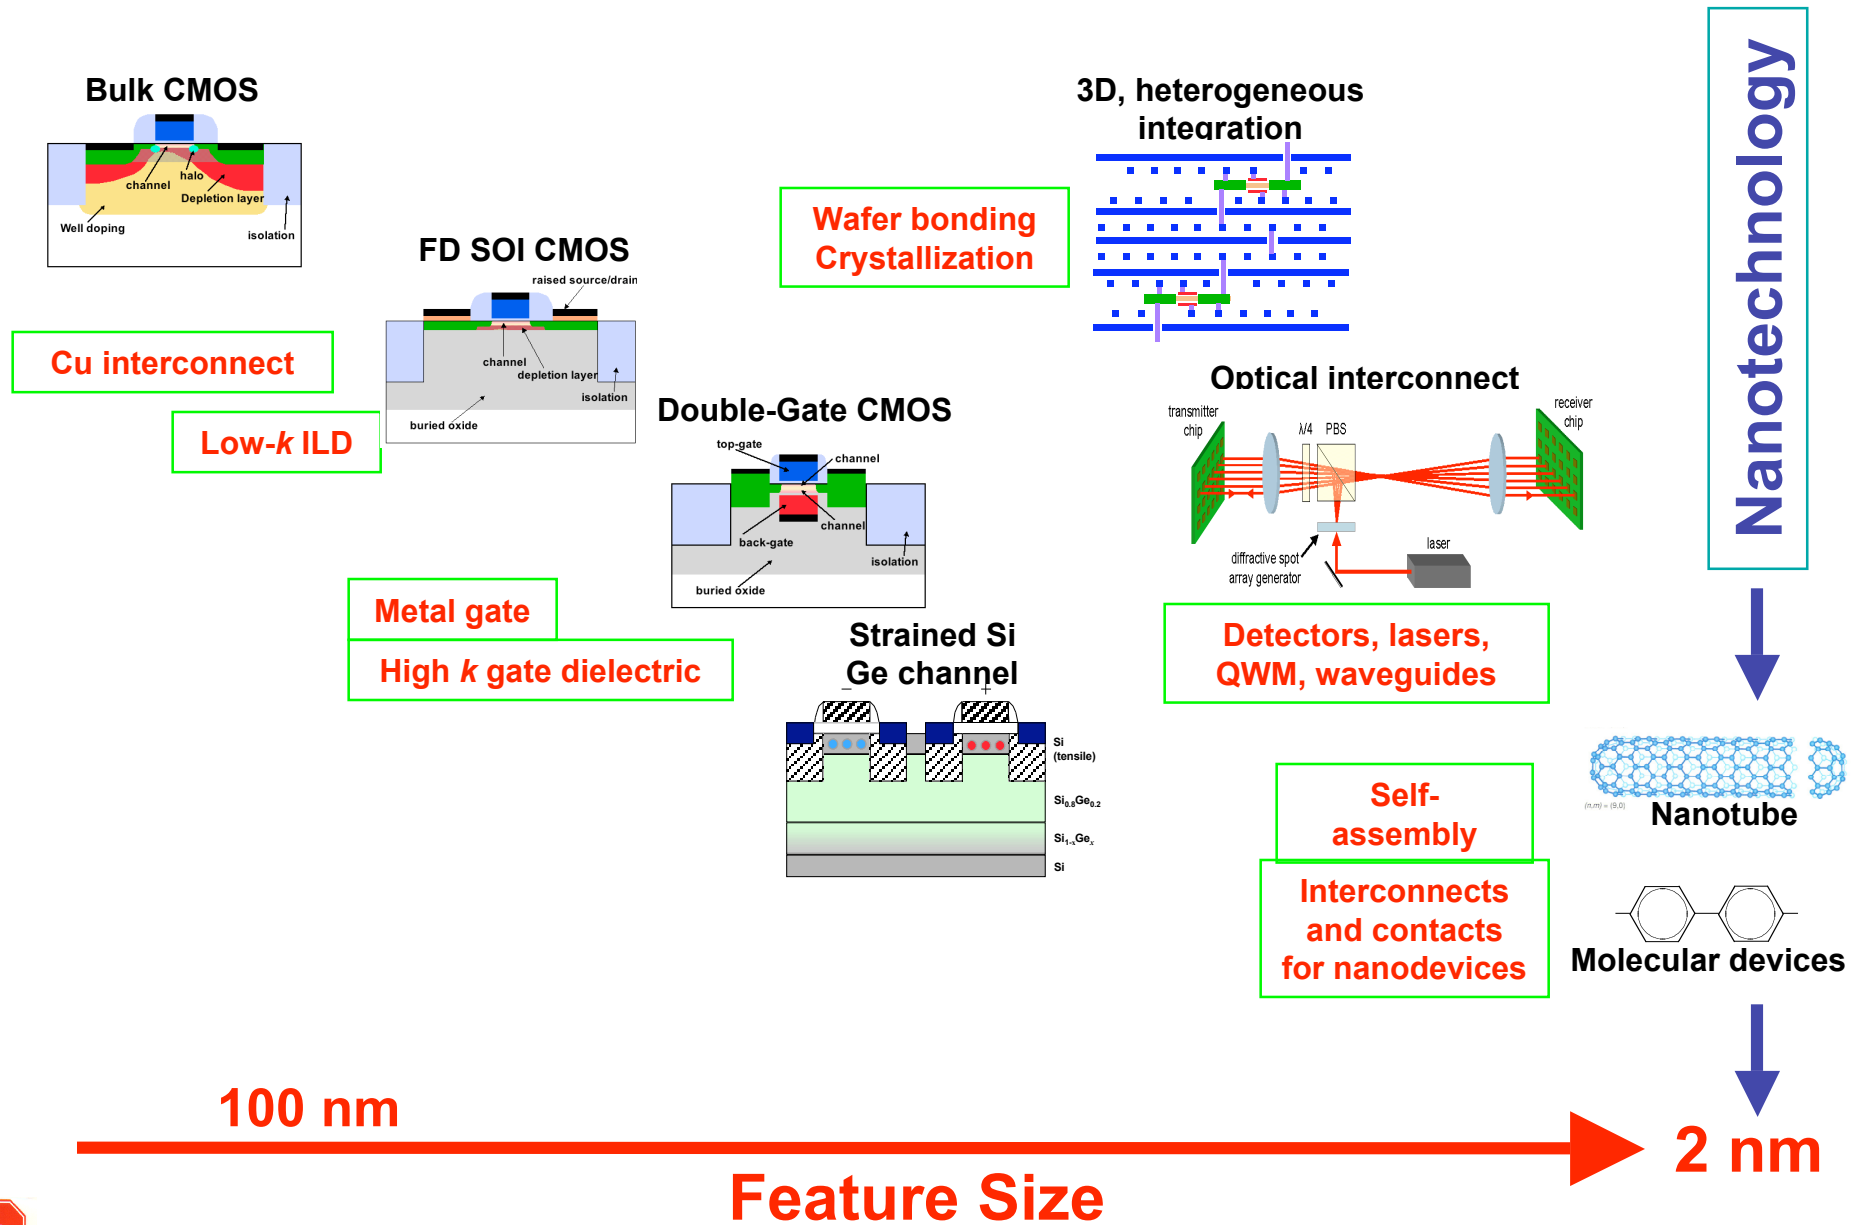 Bulk CMOS
channel
halo
Depletion layer
Well doping
isolation
FD SOI CMOS
raised source/drain
channel
depletion layer
isolation
buried oxide
Cu interconnect
Low-k ILD
Double-Gate CMOS
top-gate
channel
channel
back-gate
isolation
buried oxide
Metal gate
High k gate dielectric
Strained Si
Ge channel
−
+
Si
(tensile)
Si0.8Ge0.2
Si1-xGex
Si
Wafer bonding
Crystallization
3D, heterogeneous
integration
Optical interconnect
transmitter
chip
λ/4 PBS
receiver
chip
diffractive spot
array generator
laser
Detectors, lasers,
QWM, waveguides
Self-
assembly
Interconnects
and contacts
for nanodevices
Nanotechnology
(n,m) = (9,0)
Nanotube
Molecular devices
100 nm
2 nm
Feature Size